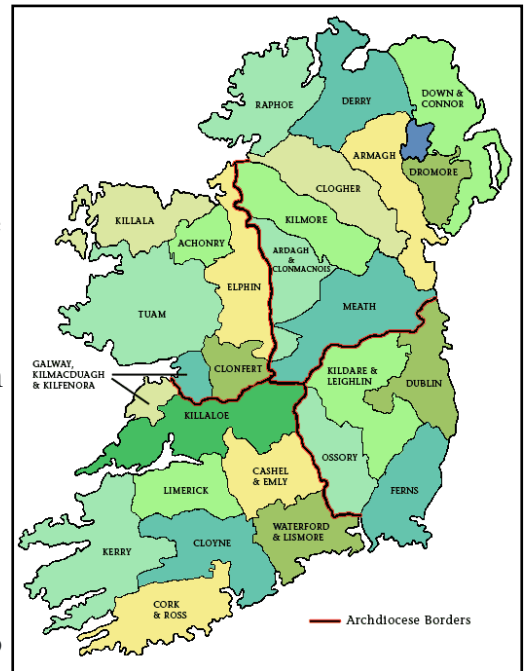 RAPHOE
DERRY
DOWN &
CONNOR
ARMAGH
DROMORE
CLOGHER
KILMORE
KILLALA
ACHONRY
ARDAGH
&
CLONMACNOIS
ELPHIN
MEATH
TUAM
GALWAY,
KILMACDUAGH
& KILFENORA
CLONFERT
KILDARE &
LEIGHLIN
DUBLIN
KILLALOE
OSSORY
CASHEL
& EMLY
FERNS
LIMERICK
WATERFORD
& LISMORE
KERRY
CLOYNE
CORK
& ROSS
Archdiocese Borders